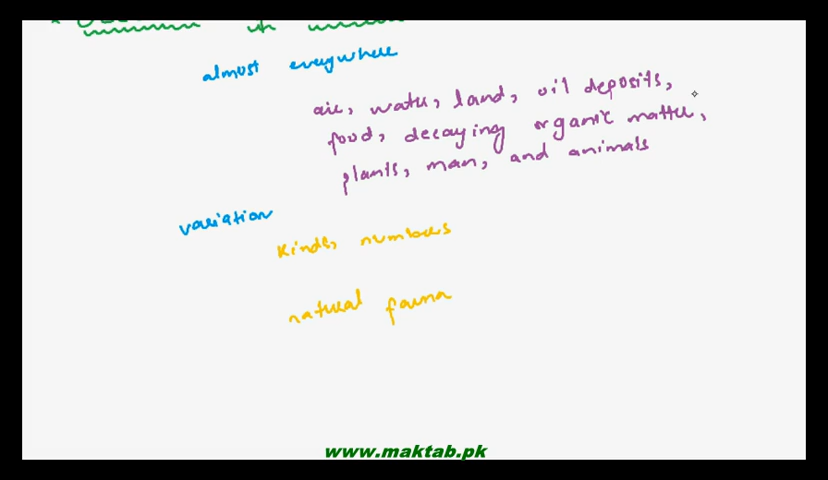 almost everywhere
air, water, land, oil deposits,
food, decaying organic matter,
plants, man, and animals
variation
Kinds, numbers
natural fauna
www.maktab.pk